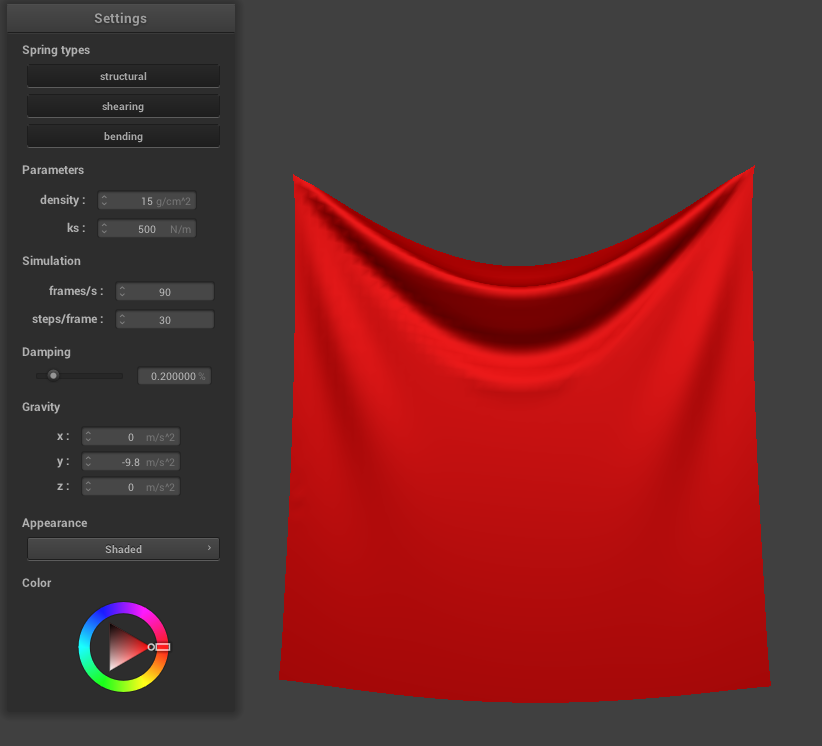 Settings
Spring types
structural
shearing
bending
Parameters
density : 15 g/cm^2
ks : 500 N/m
Simulation
frames/s : 90
steps/frame : 30
Damping
0.200000 %
Gravity
x : 0 m/s^2
y : -9.8 m/s^2
z : 0 m/s^2
Appearance
Shaded
Color